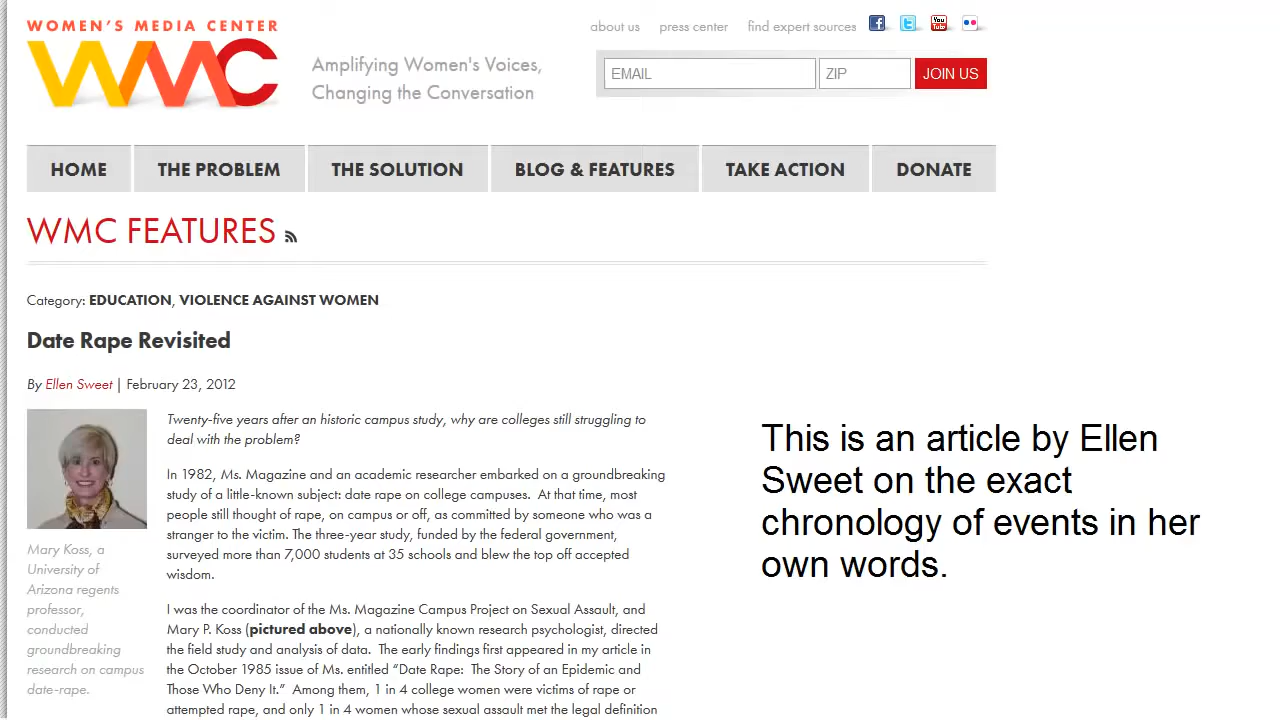 WOMEN'S MEDIA CENTER
WMC
Amplifying Women's Voices,
Changing the Conversation
about us press center find expert sources
You Tube
EMAIL ZIP JOIN US
HOME THE PROBLEM THE SOLUTION BLOG & FEATURES TAKE ACTION DONATE
WMC FEATURES
Category: EDUCATION, VIOLENCE AGAINST WOMEN
Date Rape Revisited
By Ellen Sweet | February 23, 2012
Mary Koss, a
University of
Arizona regents
professor,
conducted
groundbreaking
research on campus
date-rape.
Twenty-five years after an historic campus study, why are colleges still struggling to
deal with the problem?
In 1982, Ms. Magazine and an academic researcher embarked on a groundbreaking
study of a little-known subject: date rape on college campuses. At that time, most
people still thought of rape, on campus or off, as committed by someone who was a
stranger to the victim. The three-year study, funded by the federal government,
surveyed more than 7,000 students at 35 schools and blew the top off accepted
wisdom.
I was the coordinator of the Ms. Magazine Campus Project on Sexual Assault, and
Mary P. Koss (pictured above), a nationally known research psychologist, directed
the field study and analysis of data. The early findings first appeared in my article in
the October 1985 issue of Ms. entitled “Date Rape: The Story of an Epidemic and
Those Who Deny It.” Among them, 1 in 4 college women were victims of rape or
attempted rape, and only 1 in 4 women whose sexual assault met the legal definition
This is an article by Ellen
Sweet on the exact
chronology of events in her
own words.